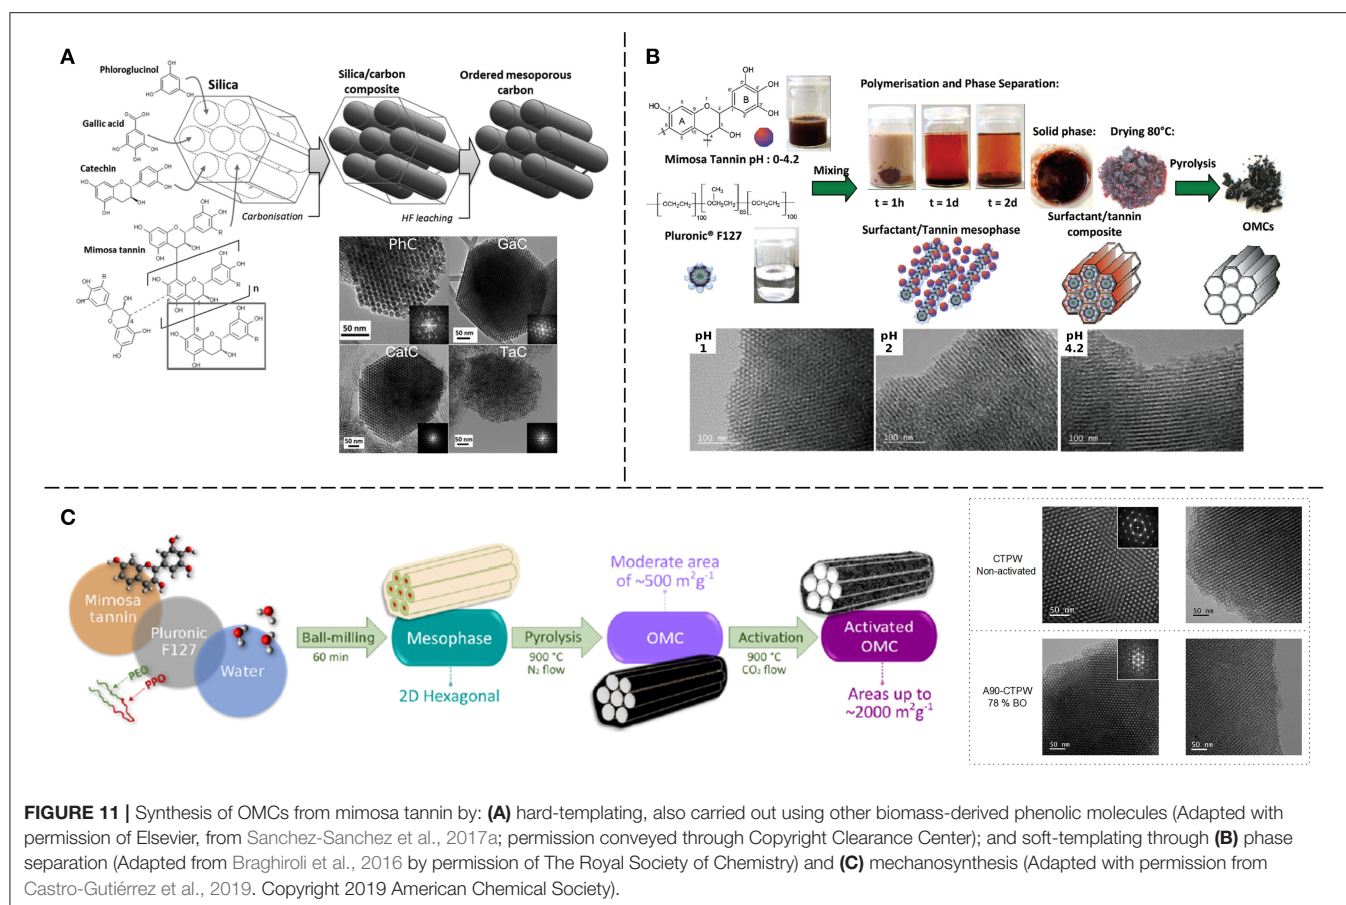 A
Phloroglucinol
Silica
Silica/carbon
composite
Ordered mesoporous
carbon
Gallic acid
Catechin
Mimosa tannin
Carbonisation
HF leaching
n
PhC
GaC
50 nm
50 nm
CatC
TaC
50 nm
50 nm
B
Mimosa Tannin pH : 0-4.2
Pluronic® F127
Mixing
Polymerisation and Phase Separation:
t = 1h
t = 1d
t = 2d
Solid phase:
Drying 80°C:
Pyrolysis
Surfactant/Tannin mesophase
Surfactant/tannin
composite
OMCs
pH
1
pH
2
pH
4.2
100 nm
100 nm
100 nm
C
Mimosa
tannin
Pluronic
F127
Water
PEO
PPO
Ball-milling
60 min
Mesophase
2D Hexagonal
Pyrolysis
900 °C
N₂ flow
Moderate area
of ~500 m²g⁻¹
OMC
Activation
900 °C
CO₂ flow
Activated
OMC
Areas up to
~2000 m²g⁻¹
CTPW
Non-activated
50 nm
50 nm
A90-CTPW
78 % BO
50 nm
50 nm
FIGURE 11 | Synthesis of OMCs from mimosa tannin by: (A) hard-templating, also carried out using other biomass-derived phenolic molecules (Adapted with
permission of Elsevier, from Sanchez-Sanchez et al., 2017a; permission conveyed through Copyright Clearance Center); and soft-templating through (B) phase
separation (Adapted from Braghiroli et al., 2016 by permission of The Royal Society of Chemistry) and (C) mechanosynthesis (Adapted with permission from
Castro-Gutiérrez et al., 2019. Copyright 2019 American Chemical Society).